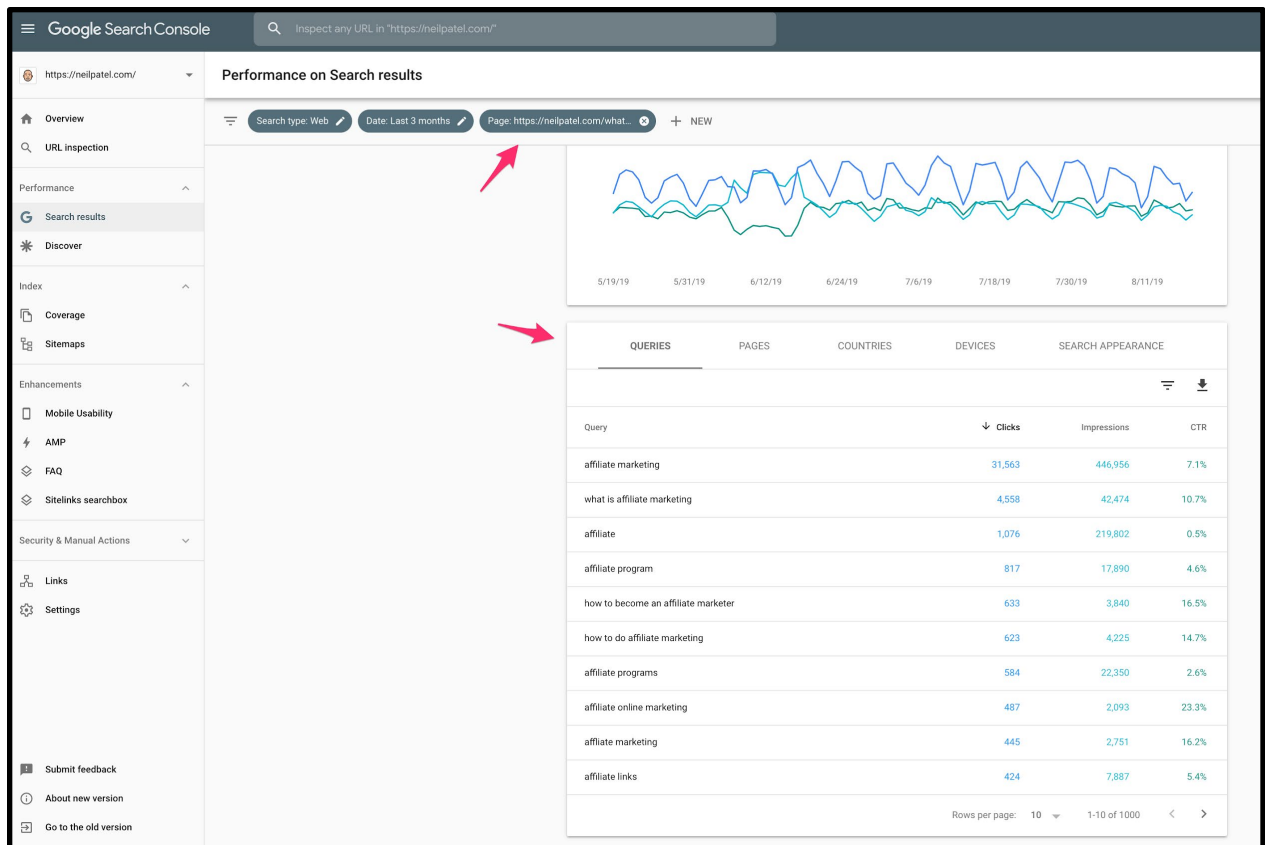 Google Search Console
Inspect any URL in "https://neilpatel.com/"
https://neilpatel.com/
Performance on Search results
Overview
URL inspection
Performance
Search results
Discover
Index
Coverage
Sitemaps
Enhancements
Mobile Usability
AMP
FAQ
Sitelinks searchbox
Security & Manual Actions
Links
Settings
Submit feedback
About new version
Go to the old version
Search type: Web
Date: Last 3 months
Page: https://neilpatel.com/what...
NEW
5/19/19 5/31/19 6/12/19 6/24/19 7/6/19 7/18/19 7/30/19 8/11/19
QUERIES PAGES COUNTRIES DEVICES SEARCH APPEARANCE
Query Clicks Impressions CTR
affiliate marketing 31,563 446,956 7.1%
what is affiliate marketing 4,558 42,474 10.7%
affiliate 1,076 219,802 0.5%
affiliate program 817 17,890 4.6%
how to become an affiliate marketer 633 3,840 16.5%
how to do affiliate marketing 623 4,225 14.7%
affiliate programs 584 22,350 2.6%
affiliate online marketing 487 2,093 23.3%
affliate marketing 445 2,751 16.2%
affiliate links 424 7,887 5.4%
Rows per page: 10 1-10 of 1000